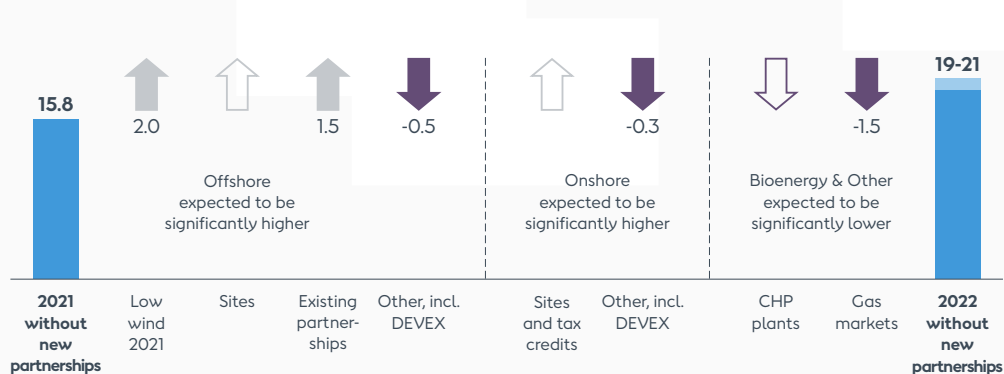 15.8
2.0
1.5
-0.5
-0.3
-1.5
19-21
Offshore
expected to be
significantly higher
Onshore
expected to be
significantly higher
Bioenergy & Other
expected to be
significantly lower
2021
without
new
partnerships
Low
wind
2021
Sites
Existing
partner-
ships
Other, incl.
DEVEX
Sites
and tax
credits
Other, incl.
DEVEX
CHP
plants
Gas
markets
2022
without
new
partnerships